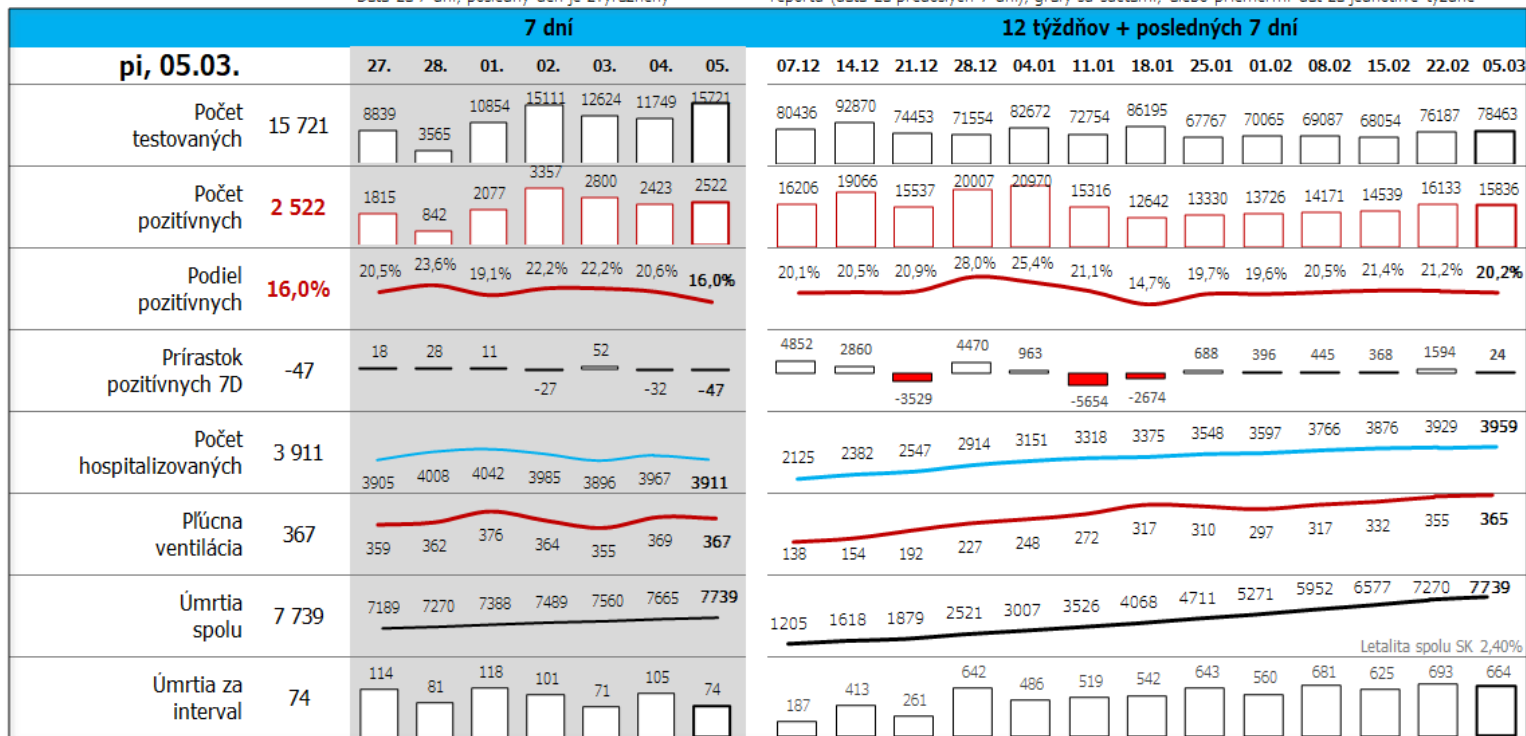 7 dní
12 týždňov + posledných 7 dní
pi, 05.03.
27. 28. 01. 02. 03. 04. 05.
07.12 14.12 21.12 28.12 04.01 11.01 18.01 25.01 01.02 08.02 15.02 22.02 05.03
Počet
testovaných
15 721
8839 3565 10854 15111 12624 11749 15721
80436 92870 74453 71554 82672 72754 86195 67767 70065 69087 68054 76187 78463
Počet
pozitívnych
2 522
1815 842 2077 3357 2800 2423 2522
16206 19066 15537 20007 20970 15316 12642 13330 13726 14171 14539 16133 15836
Podiel
pozitívnych
16,0%
20,5% 23,6% 19,1% 22,2% 22,2% 20,6% 16,0%
20,1% 20,5% 20,9% 28,0% 25,4% 21,1% 14,7% 19,7% 19,6% 20,5% 21,4% 21,2% 20,2%
Prírastok
pozitívnych 7D
-47
18 28 11 -27 52 -32 -47
4852 2860 -3529 4470 963 -5654 -2674 688 396 445 368 1594 24
Počet
hospitalizovaných
3 911
3905 4008 4042 3985 3896 3967 3911
2125 2382 2547 2914 3151 3318 3375 3548 3597 3766 3876 3929 3959
Pľúcna
ventilácia
367
359 362 376 364 355 369 367
138 154 192 227 248 272 317 310 297 317 332 355 365
Úmrtia
spolu
7 739
7189 7270 7388 7489 7560 7665 7739
1205 1618 1879 2521 3007 3526 4068 4711 5271 5952 6577 7270 7739
Letalita spolu SK 2,40%
Úmrtia za
interval
74
114 81 118 101 71 105 74
187 413 261 642 486 519 542 643 560 681 625 693 664